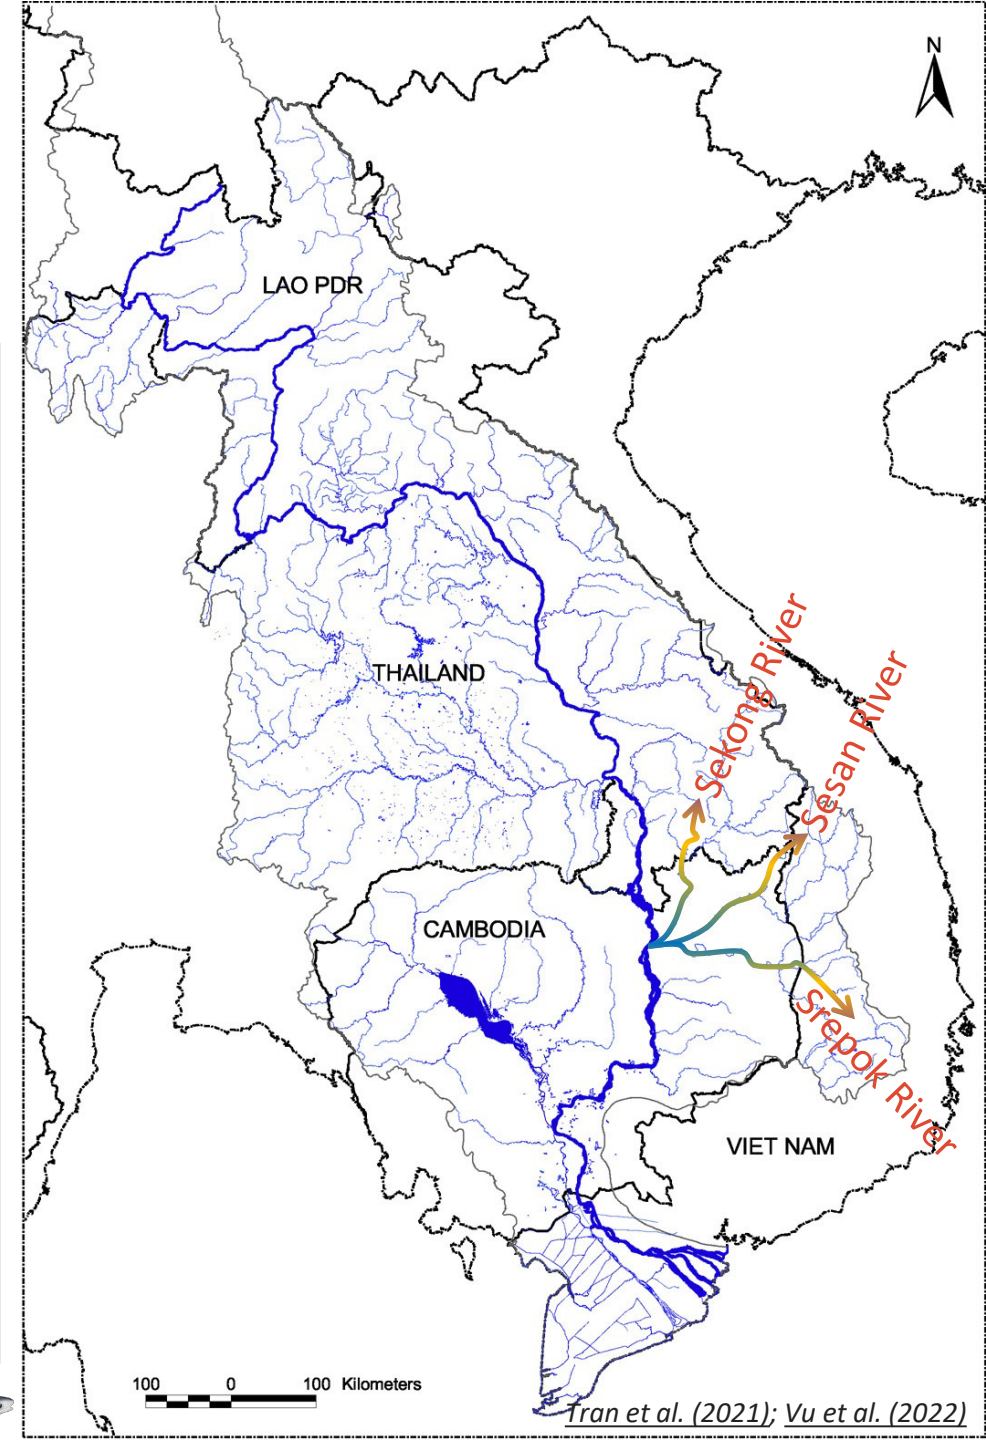 N
LAO PDR
THAILAND
Sekong River
Sesan River
CAMBODIA
Srepok River
VIET NAM
100 0 100 Kilometers
Tran et al. (2021); Vu et al. (2022)